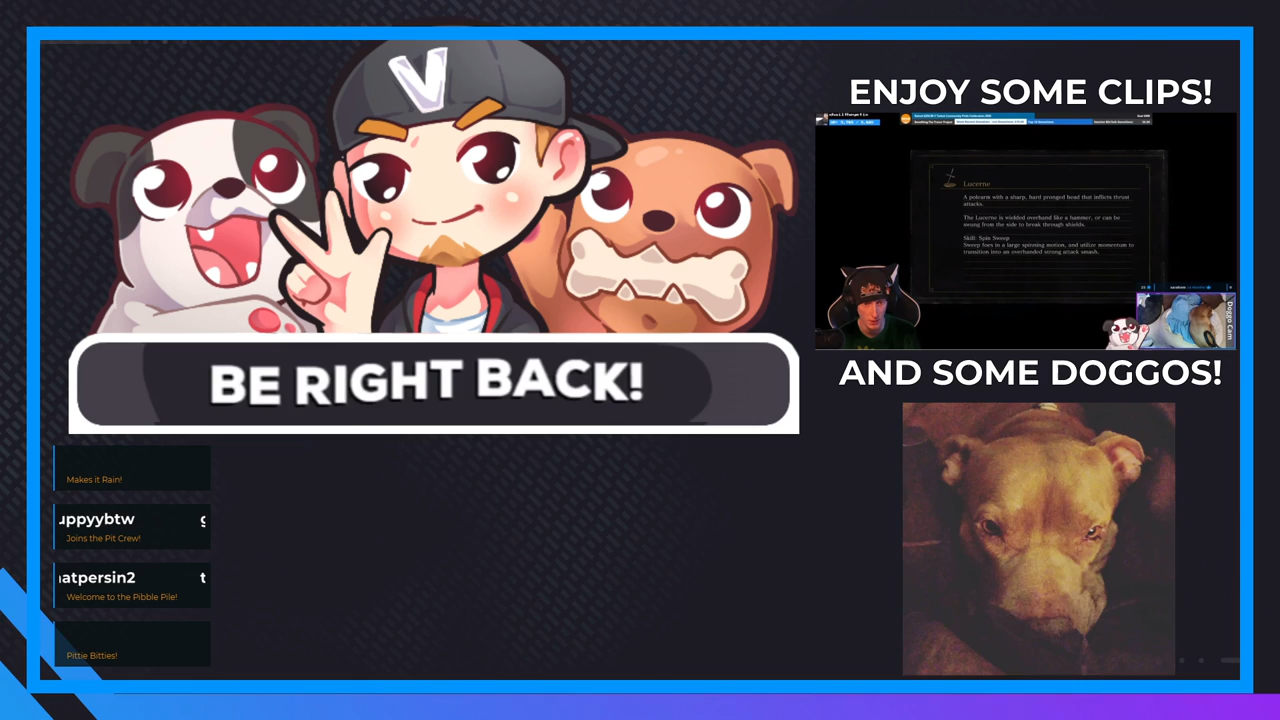 V
BE RIGHT BACK!
Makes it Rain!
uppyybtw
Joins the Pit Crew!
hatpersin2 t
Welcome to the Pibble Pile!
Pittie Bitties!
ENJOY SOME CLIPS!
Lucerne
A polearm with a sharp, hard pronged head that inflicts thrust
attacks.
The Lucerne is wielded overhand like a hammer, or can be
swung from the side to break through shields.
Skill: Spin Sweep
Sweep foes in a large spinning motion, and utilize momentum to
transition into an overhanded strong attack smash.
Doggo Cam
AND SOME DOGGOS!